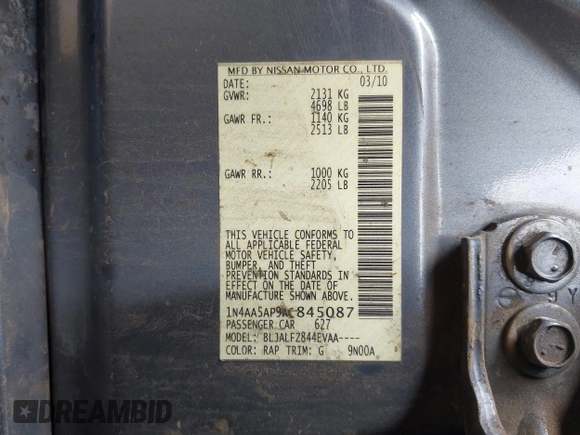 MFD BY NISSAN MOTOR CO., LTD.
DATE: 03/10
GVWR: 2131 KG
4698 LB
GAWR FR.: 1140 KG
2513 LB
GAWR RR.: 1000 KG
2205 LB
THIS VEHICLE CONFORMS TO
ALL APPLICABLE FEDERAL
MOTOR VEHICLE SAFETY,
BUMPER, AND THEFT
PREVENTION STANDARDS IN
EFFECT ON THE DATE OF
MANUFACTURE SHOWN ABOVE.
1N4AA5AP9AC845087
PASSENGER CAR 627
MODEL: BLJALFZ844EVAA----
COLOR: RAP TRIM: G 9N00A
9 Y
DREAMBID